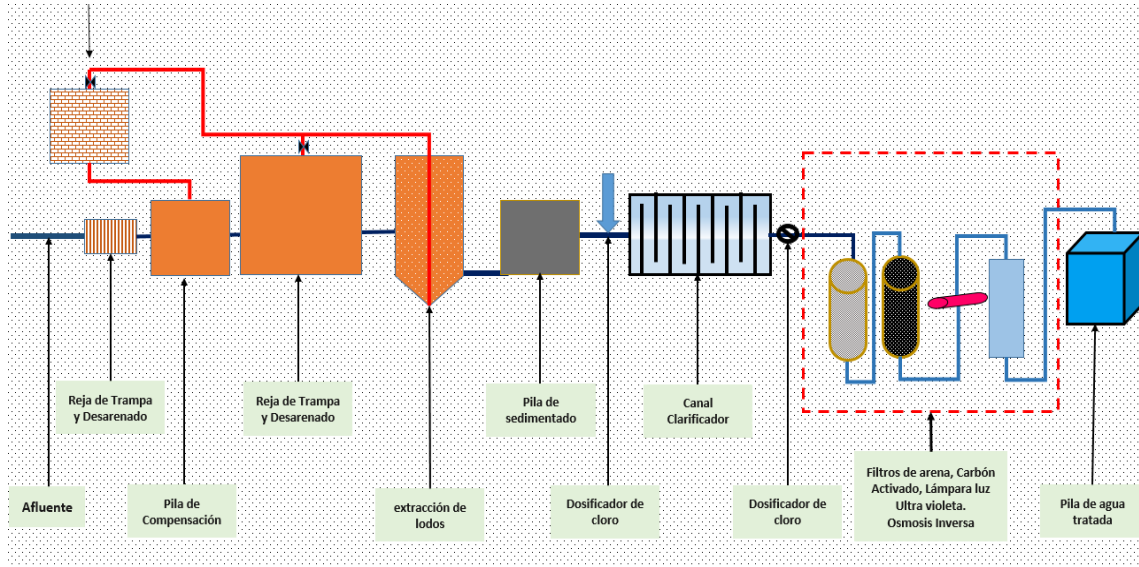 Reja de Trampa
y Desarenado
Reja de Trampa
y Desarenado
Pila de
sedimentado
Canal
Clarificador
Afluente
Pila de
Compensación
extracción de
lodos
Dosificador de
cloro
Dosificador de
cloro
Filtros de arena, Carbón
Activado, Lámpara luz
Ultra violeta.
Osmosis Inversa
Pila de agua
tratada